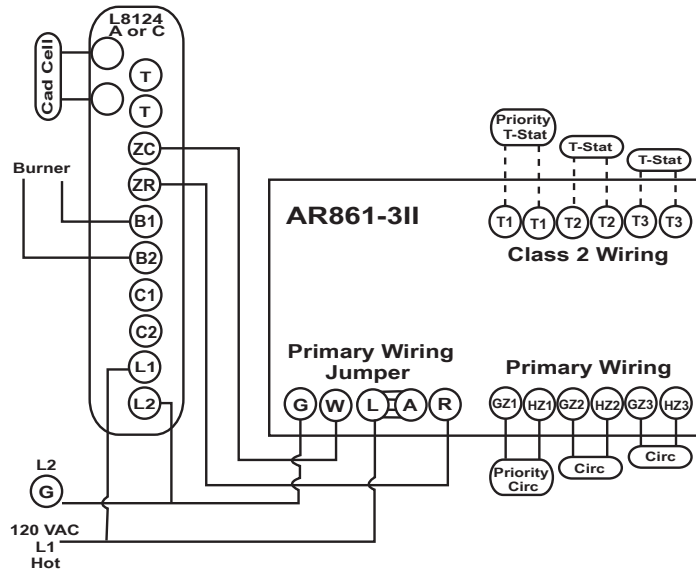 L8124
A or C
Cad Cell
T
T
ZC
ZR
Burner
B1
B2
C1
C2
L1
L2
L2
G
120 VAC
L1
Hot
Priority
T-Stat
T-Stat
T-Stat
AR861-3II
T1 T1 T2 T2 T3 T3
Class 2 Wiring
Primary Wiring
Jumper
G W L A R
Primary Wiring
GZ1 HZ1 GZ2 HZ2 GZ3 HZ3
Priority
Circ
Circ
Circ